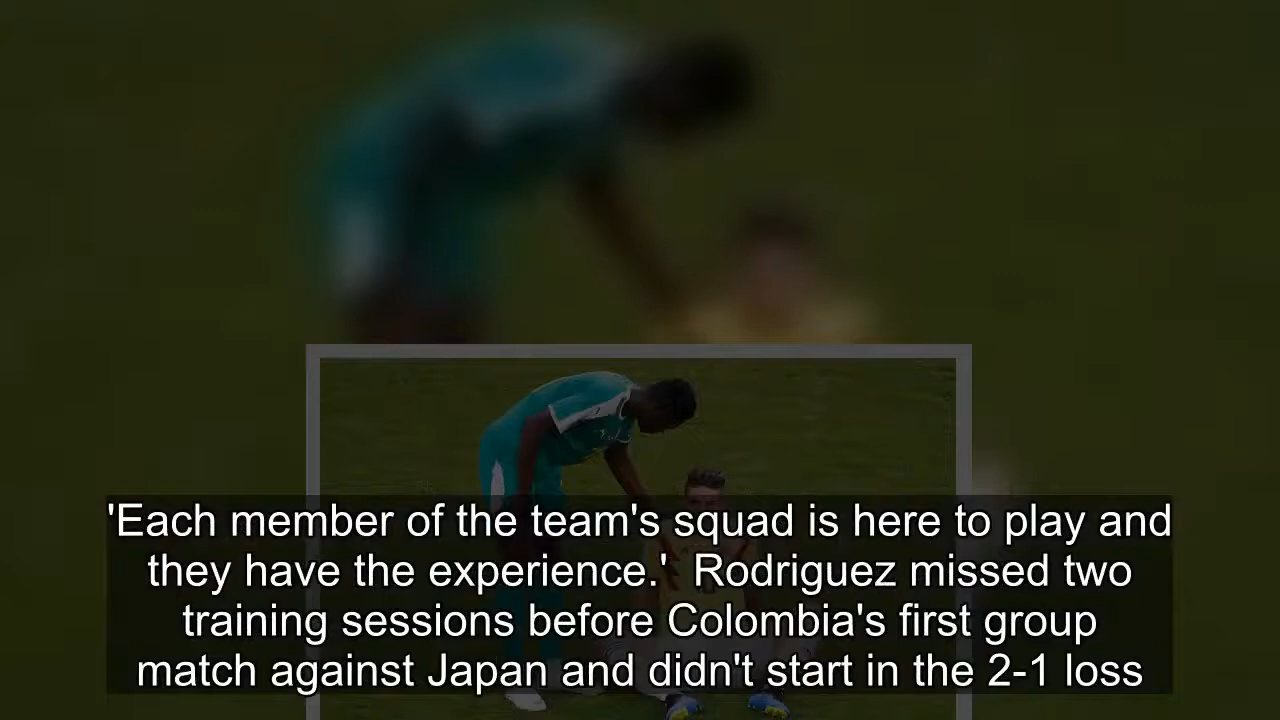 'Each member of the team's squad is here to play and
they have the experience.'  Rodriguez missed two
training sessions before Colombia's first group
match against Japan and didn't start in the 2-1 loss